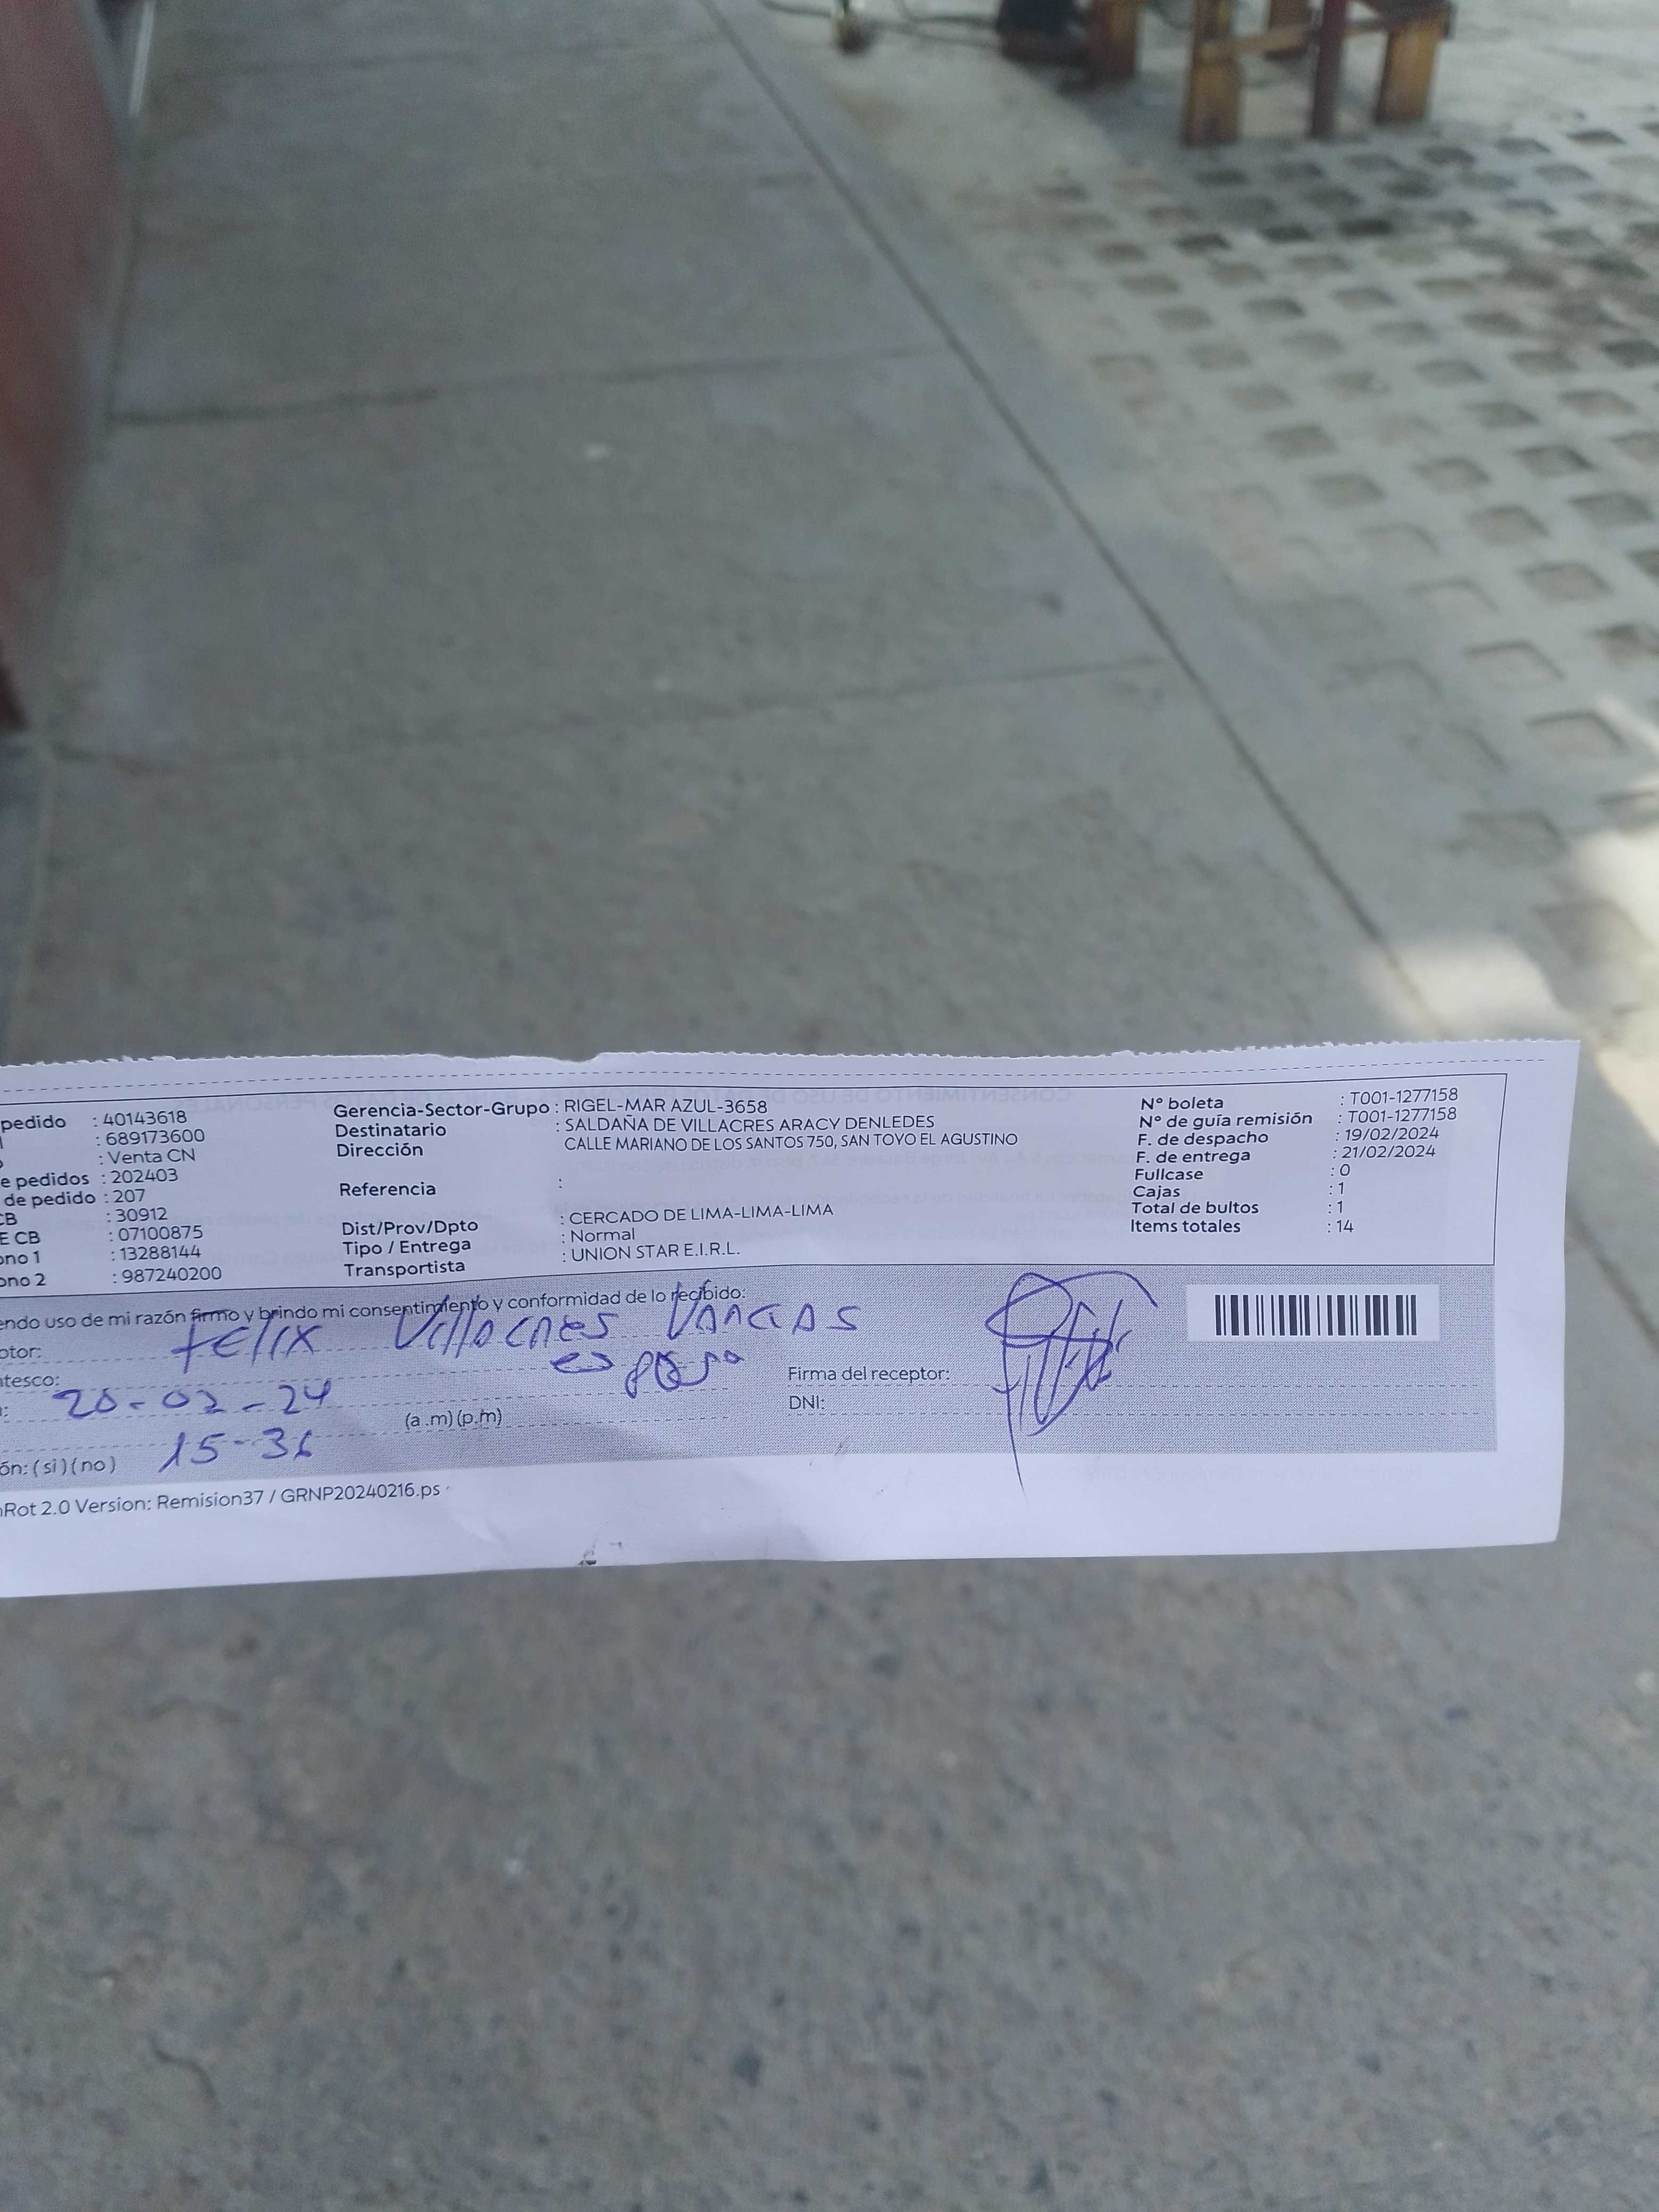 pedido : 40143618
: 689173600
: Venta CN
e pedidos : 202403
de pedido : 207
CB : 30912
E CB : 07100875
ono 1 : 13288144
ono 2 : 987240200
Gerencia-Sector-Grupo : RIGEL-MAR AZUL-3658
Destinatario : SALDAÑA DE VILLACRES ARACY DENLEDES
Dirección CALLE MARIANO DE LOS SANTOS 750, SAN TOYO EL AGUSTINO
Referencia :
Dist/Prov/Dpto : CERCADO DE LIMA-LIMA-LIMA
Tipo / Entrega : Normal
Transportista : UNION STAR E.I.R.L.
N° boleta : T001-1277158
N° de guía remisión : T001-1277158
F. de despacho : 19/02/2024
F. de entrega : 21/02/2024
Fullcase : 0
Cajas : 1
Total de bultos : 1
Items totales : 14
endo uso de mi razón firmo y brindo mi consentimiento y conformidad de lo recibido:
otor: FELIX Villacres VARGAS
ntesco: esposo
: 20-02-24
(a .m) (p.m)
15-36
ón: ( si ) ( no )
Firma del receptor:
DNI:
Rot 2.0 Version: Remision37 / GRNP20240216.ps